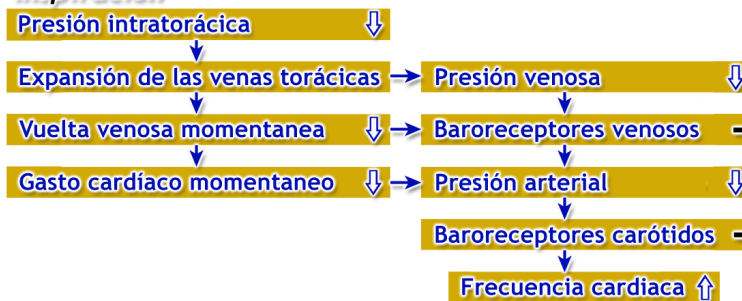 Inspiración
Presión intratorácica ⇩
Expansión de las venas torácicas
Presión venosa ⇩
Vuelta venosa momentanea ⇩
Baroreceptores venosos -
Gasto cardíaco momentaneo ⇩
Presión arterial ⇩
Baroreceptores carótidos -
Frecuencia cardiaca ⇧